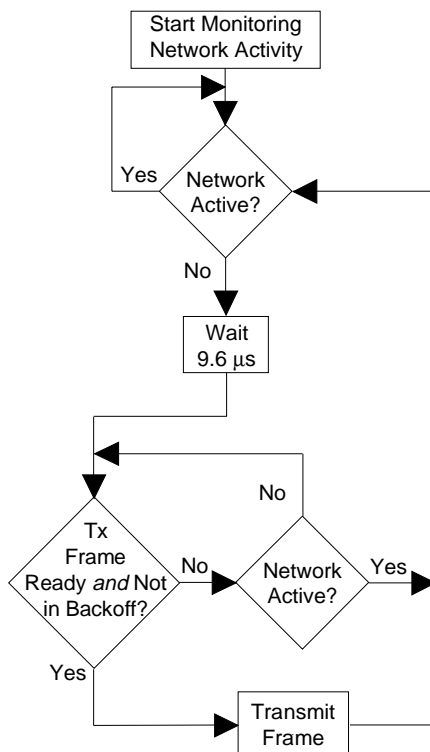 Start Monitoring
Network Activity
Yes
Network
Active?
No
Wait
9.6 μs
No
Tx
Frame
Ready and Not
in Backoff?
No
Network
Active?
Yes
Yes
Transmit
Frame